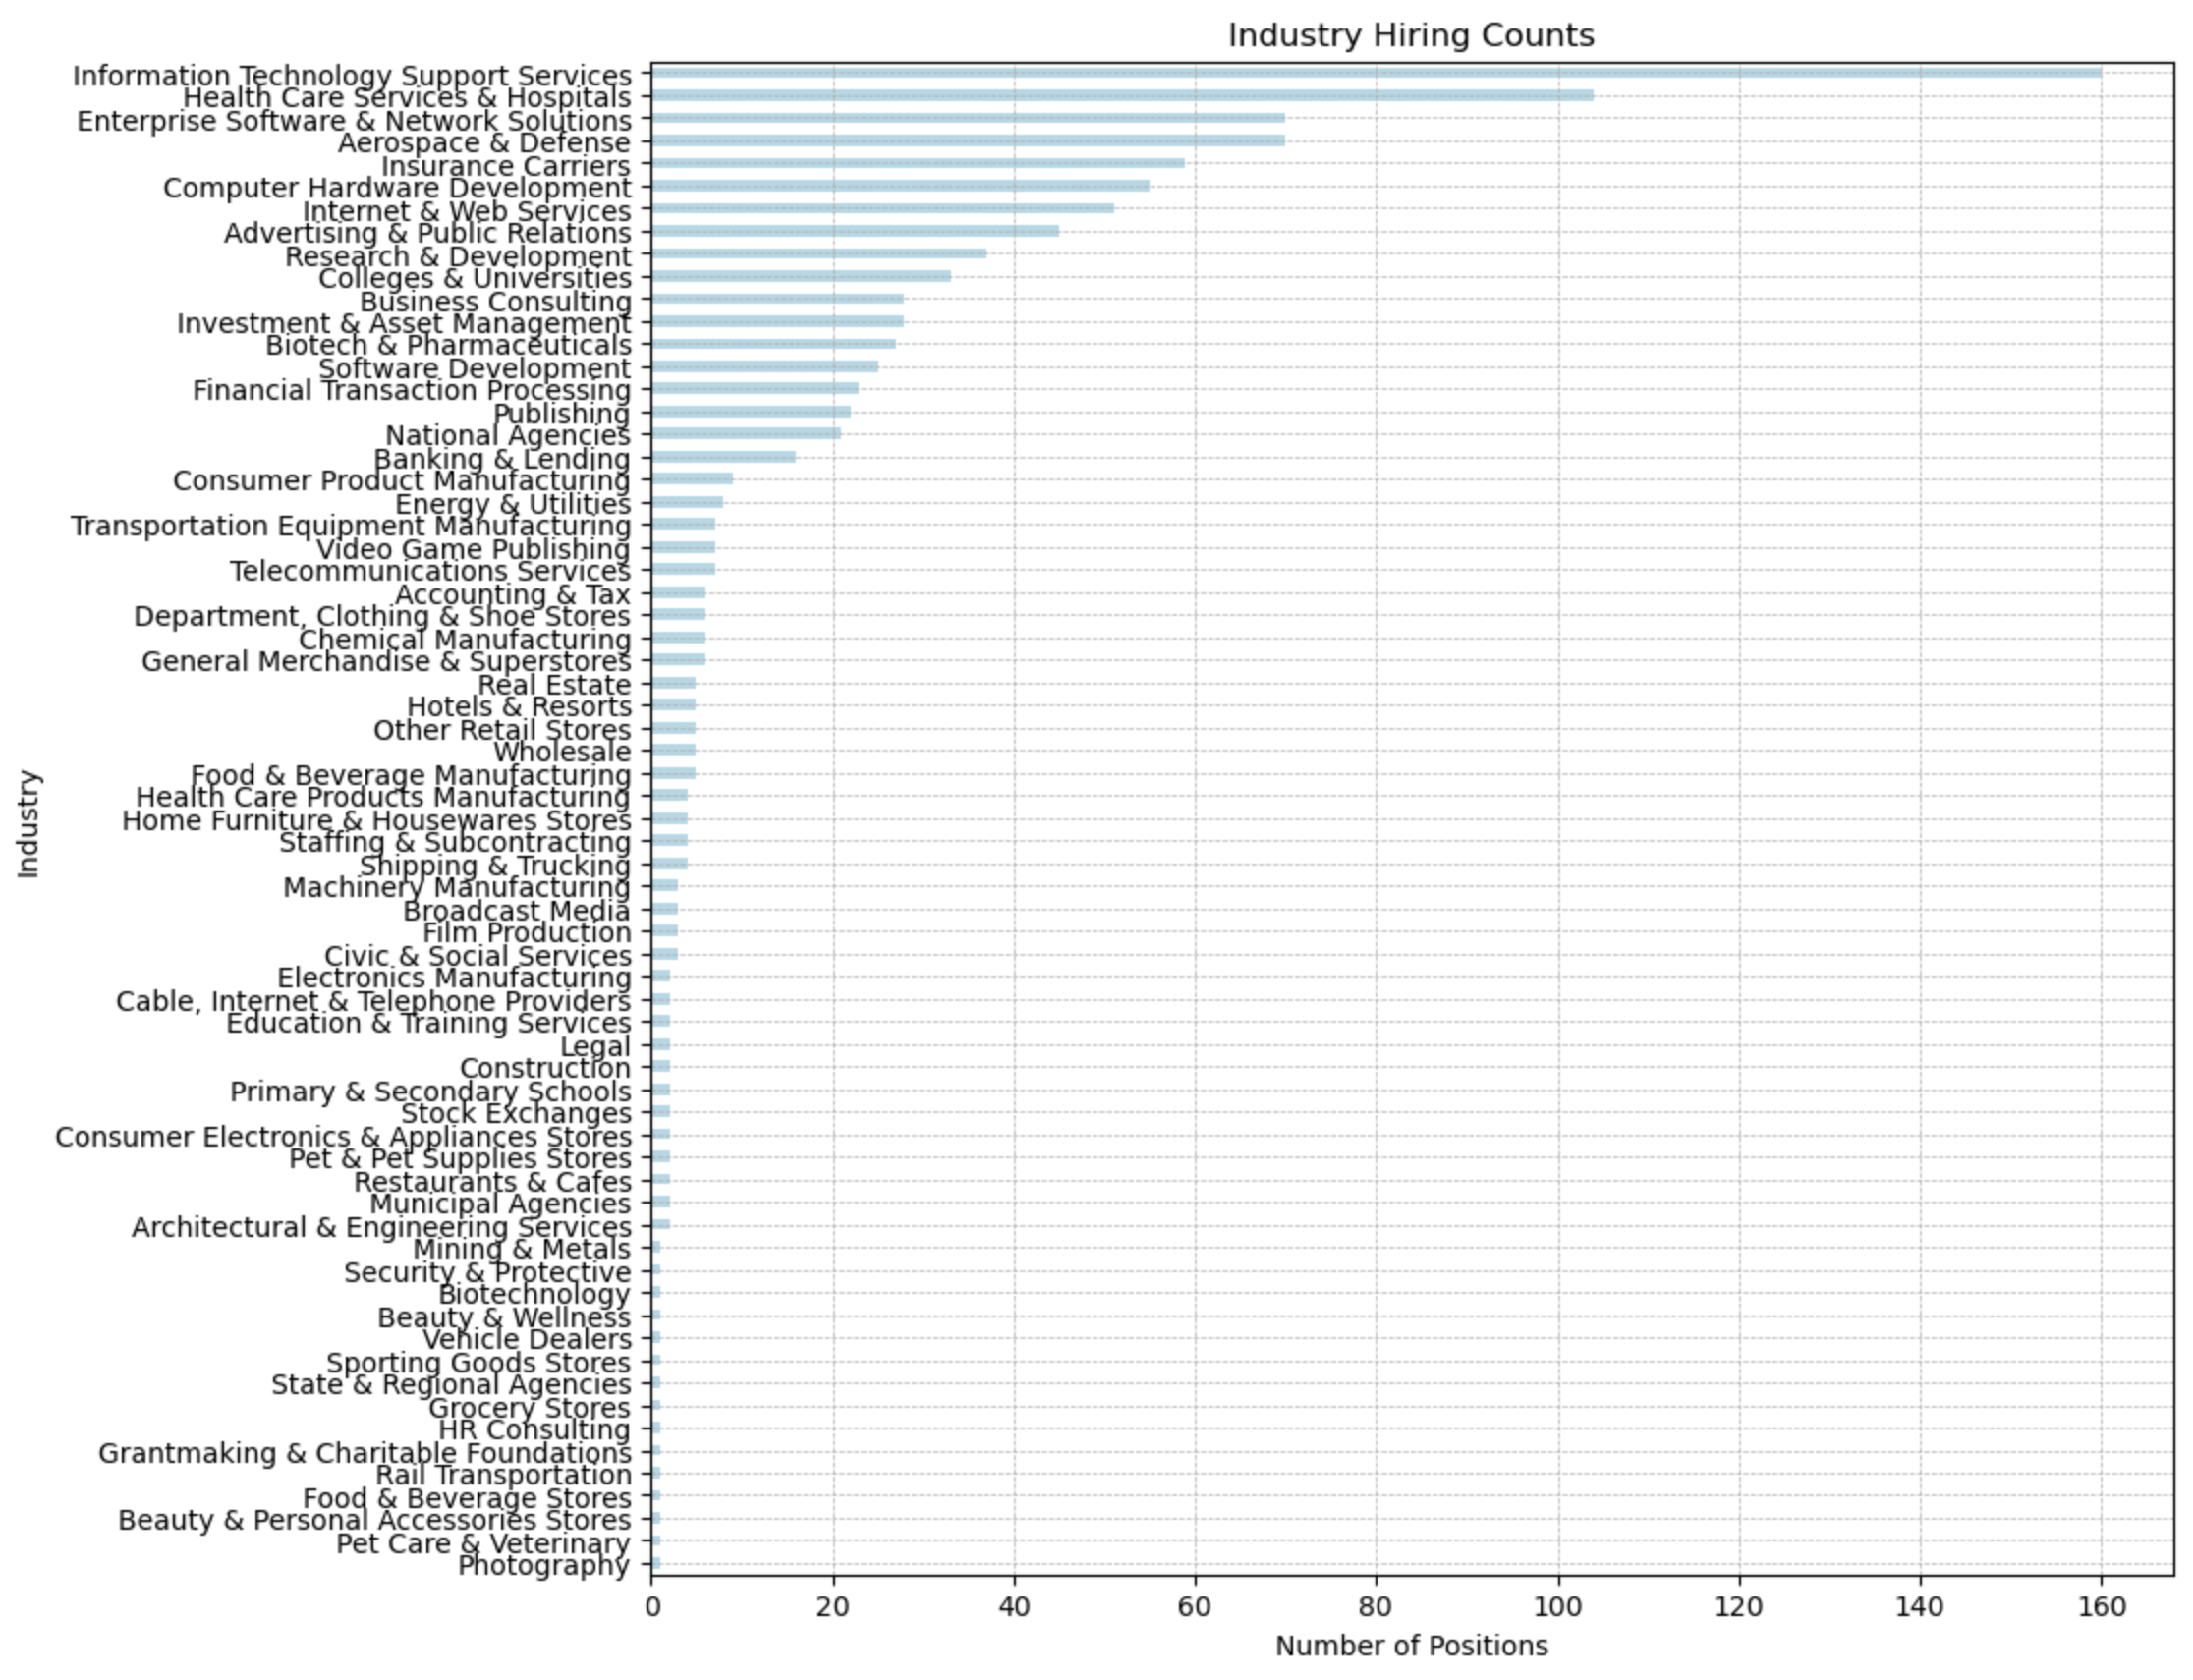 Industry Hiring Counts
Information Technology Support Services
Health Care Services & Hospitals
Enterprise Software & Network Solutions
Aerospace & Defense
Insurance Carriers
Computer Hardware Development
Internet & Web Services
Advertising & Public Relations
Research & Development
Colleges & Universities
Business Consulting
Investment & Asset Management
Biotech & Pharmaceuticals
Software Development
Financial Transaction Processing
Publishing
National Agencies
Banking & Lending
Consumer Product Manufacturing
Energy & Utilities
Transportation Equipment Manufacturing
Video Game Publishing
Telecommunications Services
Accounting & Tax
Department, Clothing & Shoe Stores
Chemical Manufacturing
General Merchandise & Superstores
Real Estate
Hotels & Resorts
Other Retail Stores
Wholesale
Food & Beverage Manufacturing
Health Care Products Manufacturing
Home Furniture & Housewares Stores
Staffing & Subcontracting
Shipping & Trucking
Machinery Manufacturing
Broadcast Media
Film Production
Civic & Social Services
Electronics Manufacturing
Cable, Internet & Telephone Providers
Education & Training Services
Legal
Construction
Primary & Secondary Schools
Stock Exchanges
Consumer Electronics & Appliances Stores
Pet & Pet Supplies Stores
Restaurants & Cafes
Municipal Agencies
Architectural & Engineering Services
Mining & Metals
Security & Protective
Biotechnology
Beauty & Wellness
Vehicle Dealers
Sporting Goods Stores
State & Regional Agencies
Grocery Stores
HR Consulting
Grantmaking & Charitable Foundations
Rail Transportation
Food & Beverage Stores
Beauty & Personal Accessories Stores
Pet Care & Veterinary
Photography
Industry
0 20 40 60 80 100 120 140 160
Number of Positions